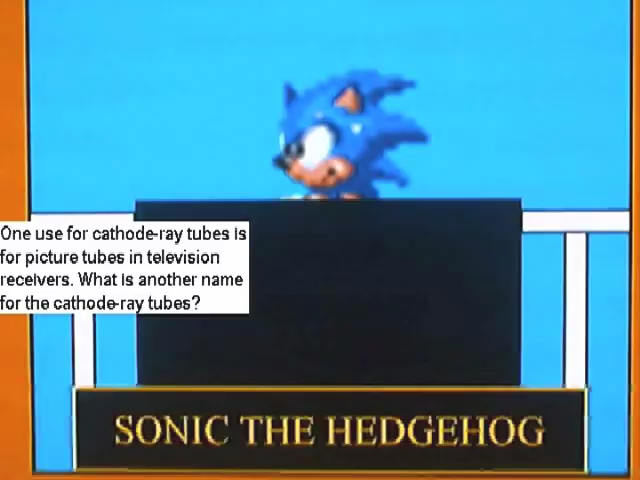 One use for cathode-ray tubes is
for picture tubes in television
receivers. What is another name
for the cathode-ray tubes?
SONIC THE HEDGEHOG